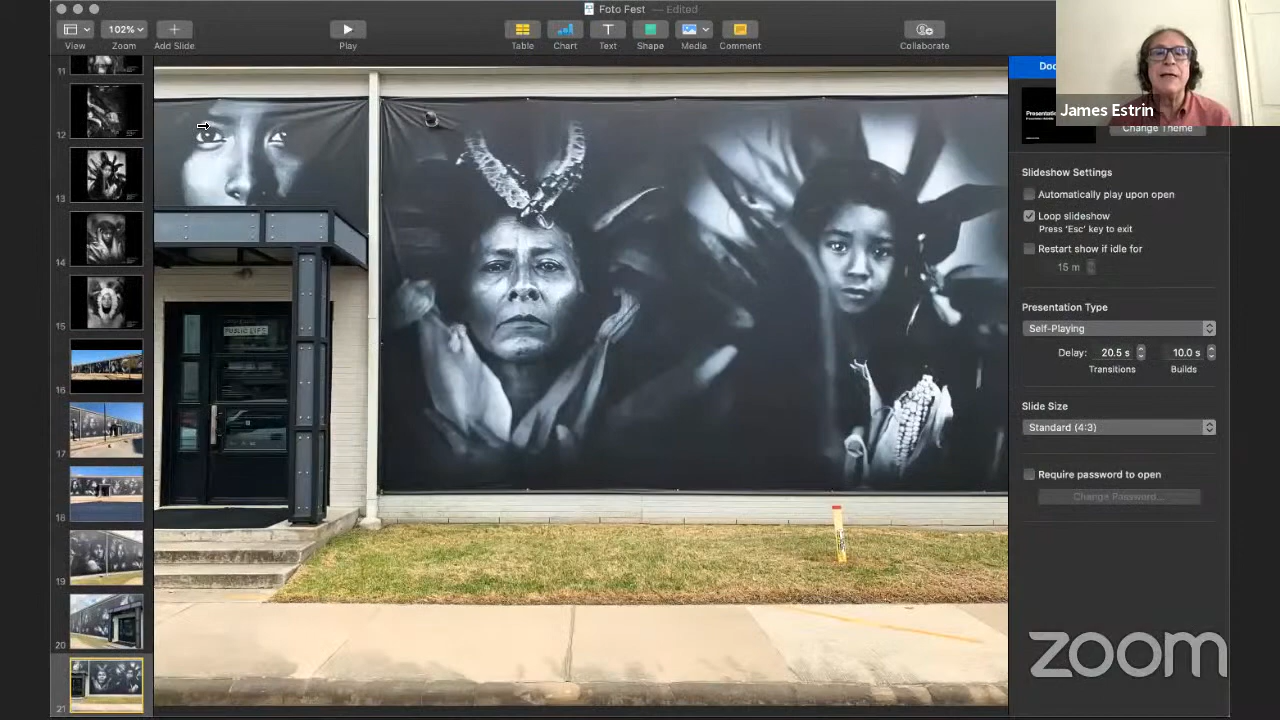 Foto Fest — Edited
102%
View
Zoom
Add Slide
Play
Table
Chart
Text
Shape
Media
Comment
Collaborate
James Estrin
Change Theme
Slideshow Settings
Automatically play upon open
Loop slideshow
Press 'Esc' key to exit
Restart show if idle for
15 m
Presentation Type
Self-Playing
Delay: 20.5 s 10.0 s
Transitions Builds
Slide Size
Standard (4:3)
Require password to open
Change Password...
PUBLIC LIFE
11
12
13
14
15
16
17
18
19
20
21
zoom